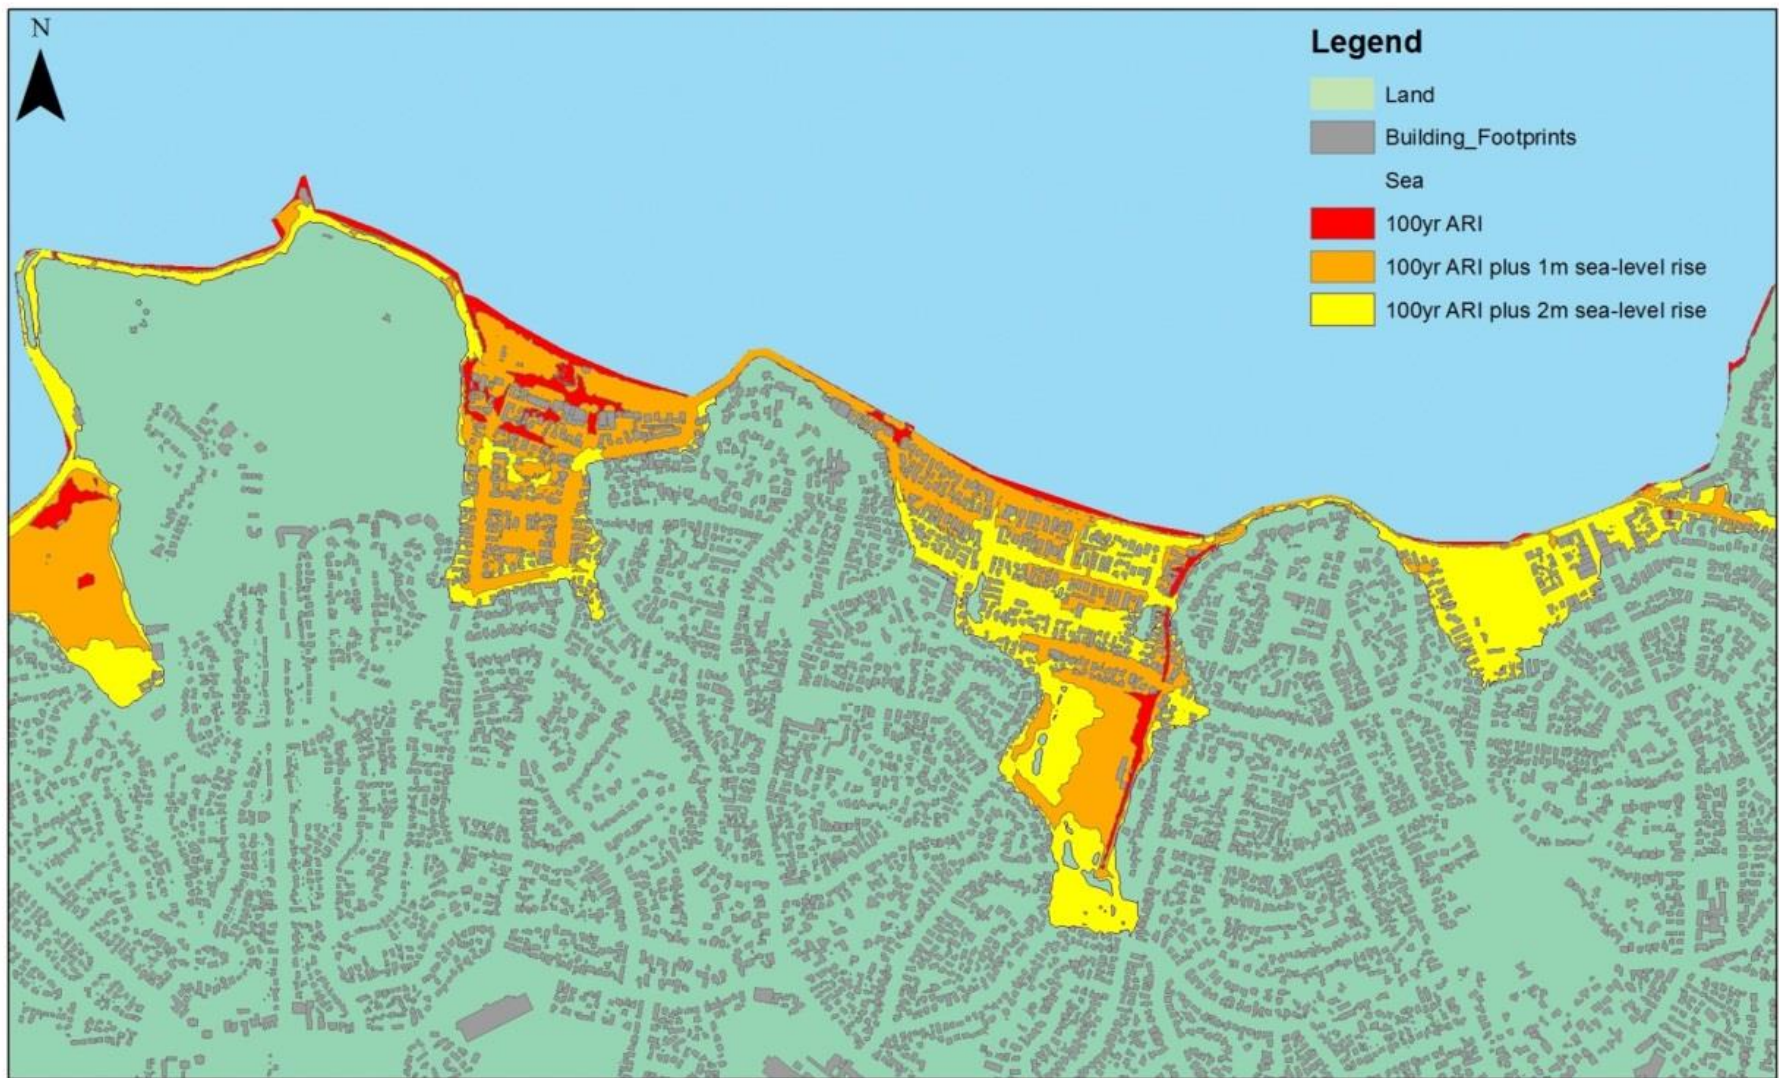 N
Legend
Land
Building_Footprints
Sea
100yr ARI
100yr ARI plus 1m sea-level rise
100yr ARI plus 2m sea-level rise